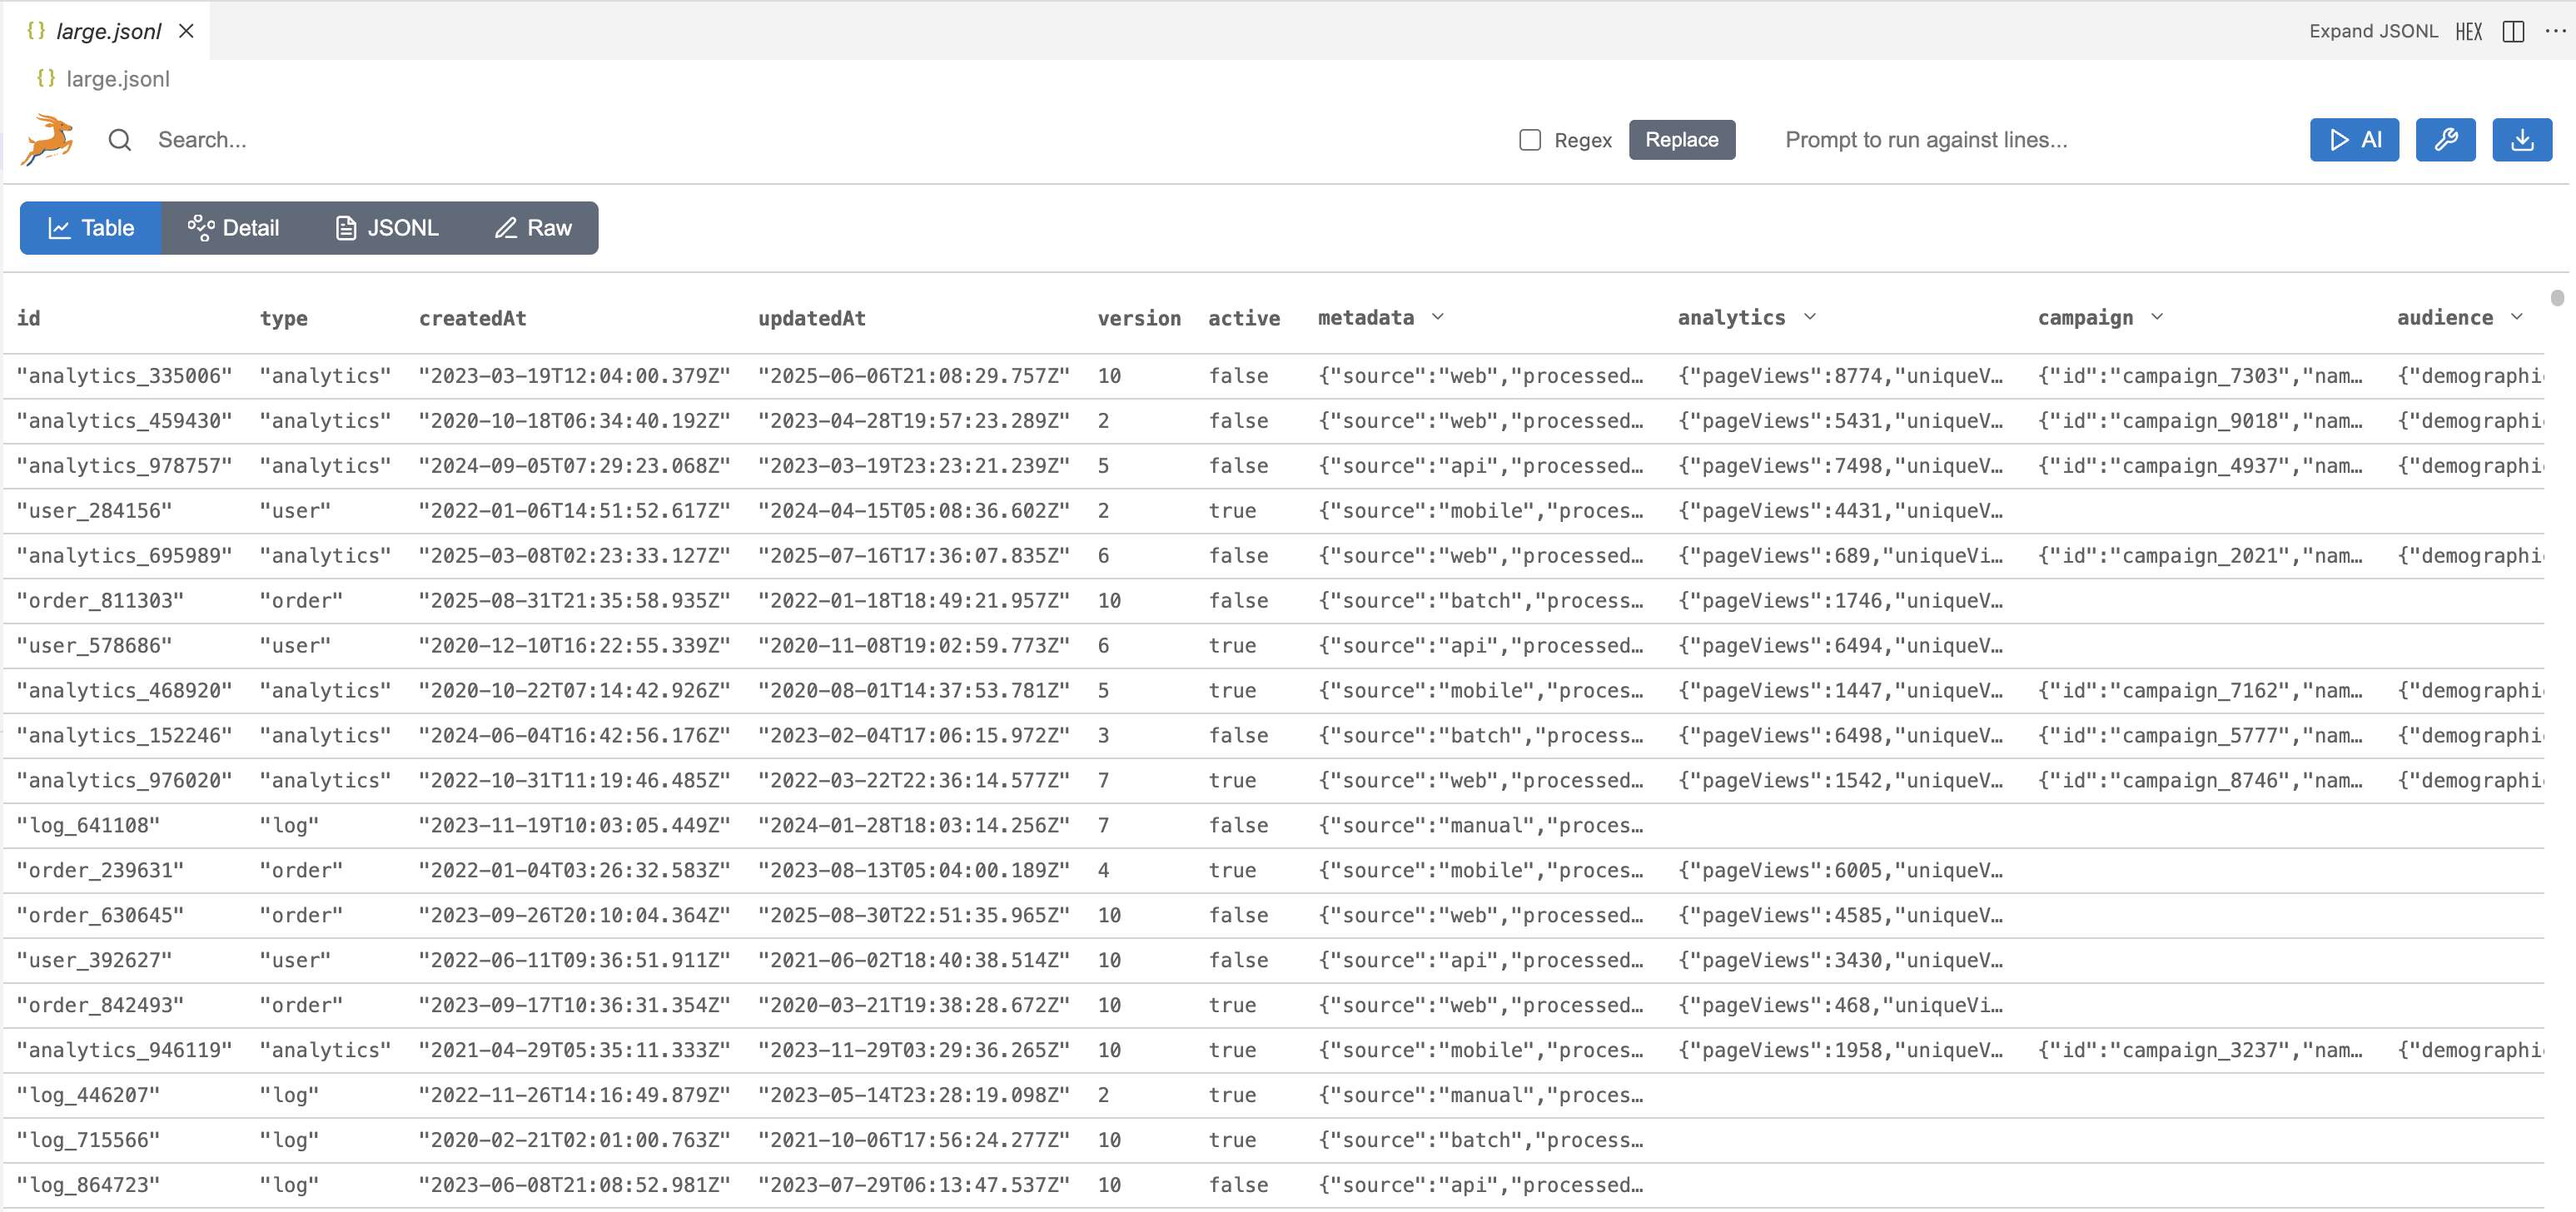 {} large.jsonl
Expand JSONL HEX ...
{} large.jsonl
Search... Regex Replace Prompt to run against lines... AI
Table Detail JSONL Raw
id type createdAt updatedAt version active metadata analytics campaign audience
"analytics_335006" "analytics" "2023-03-19T12:04:00.379Z" "2025-06-06T21:08:29.757Z" 10 false {"source":"web","processed… {"pageViews":8774,"uniqueV… {"id":"campaign_7303","nam… {"demographi
"analytics_459430" "analytics" "2020-10-18T06:34:40.192Z" "2023-04-28T19:57:23.289Z" 2 false {"source":"web","processed… {"pageViews":5431,"uniqueV… {"id":"campaign_9018","nam… {"demographi
"analytics_978757" "analytics" "2024-09-05T07:29:23.068Z" "2023-03-19T23:23:21.239Z" 5 false {"source":"api","processed… {"pageViews":7498,"uniqueV… {"id":"campaign_4937","nam… {"demographi
"user_284156" "user" "2022-01-06T14:51:52.617Z" "2024-04-15T05:08:36.602Z" 2 true {"source":"mobile","proces… {"pageViews":4431,"uniqueV…
"analytics_695989" "analytics" "2025-03-08T02:23:33.127Z" "2025-07-16T17:36:07.835Z" 6 false {"source":"web","processed… {"pageViews":689,"uniqueVi… {"id":"campaign_2021","nam… {"demographi
"order_811303" "order" "2025-08-31T21:35:58.935Z" "2022-01-18T18:49:21.957Z" 10 false {"source":"batch","process… {"pageViews":1746,"uniqueV…
"user_578686" "user" "2020-12-10T16:22:55.339Z" "2020-11-08T19:02:59.773Z" 6 true {"source":"api","processed… {"pageViews":6494,"uniqueV…
"analytics_468920" "analytics" "2020-10-22T07:14:42.926Z" "2020-08-01T14:37:53.781Z" 5 true {"source":"mobile","proces… {"pageViews":1447,"uniqueV… {"id":"campaign_7162","nam… {"demographi
"analytics_152246" "analytics" "2024-06-04T16:42:56.176Z" "2023-02-04T17:06:15.972Z" 3 false {"source":"batch","process… {"pageViews":6498,"uniqueV… {"id":"campaign_5777","nam… {"demographi
"analytics_976020" "analytics" "2022-10-31T11:19:46.485Z" "2022-03-22T22:36:14.577Z" 7 true {"source":"web","processed… {"pageViews":1542,"uniqueV… {"id":"campaign_8746","nam… {"demographi
"log_641108" "log" "2023-11-19T10:03:05.449Z" "2024-01-28T18:03:14.256Z" 7 false {"source":"manual","proces…
"order_239631" "order" "2022-01-04T03:26:32.583Z" "2023-08-13T05:04:00.189Z" 4 true {"source":"mobile","proces… {"pageViews":6005,"uniqueV…
"order_630645" "order" "2023-09-26T20:10:04.364Z" "2025-08-30T22:51:35.965Z" 10 false {"source":"web","processed… {"pageViews":4585,"uniqueV…
"user_392627" "user" "2022-06-11T09:36:51.911Z" "2021-06-02T18:40:38.514Z" 10 false {"source":"api","processed… {"pageViews":3430,"uniqueV…
"order_842493" "order" "2023-09-17T10:36:31.354Z" "2020-03-21T19:38:28.672Z" 10 true {"source":"web","processed… {"pageViews":468,"uniqueVi…
"analytics_946119" "analytics" "2021-04-29T05:35:11.333Z" "2023-11-29T03:29:36.265Z" 10 true {"source":"mobile","proces… {"pageViews":1958,"uniqueV… {"id":"campaign_3237","nam… {"demographi
"log_446207" "log" "2022-11-26T14:16:49.879Z" "2023-05-14T23:28:19.098Z" 2 true {"source":"manual","proces…
"log_715566" "log" "2020-02-21T02:01:00.763Z" "2021-10-06T17:56:24.277Z" 10 true {"source":"batch","process…
"log_864723" "log" "2023-06-08T21:08:52.981Z" "2023-07-29T06:13:47.537Z" 10 false {"source":"api","processed…